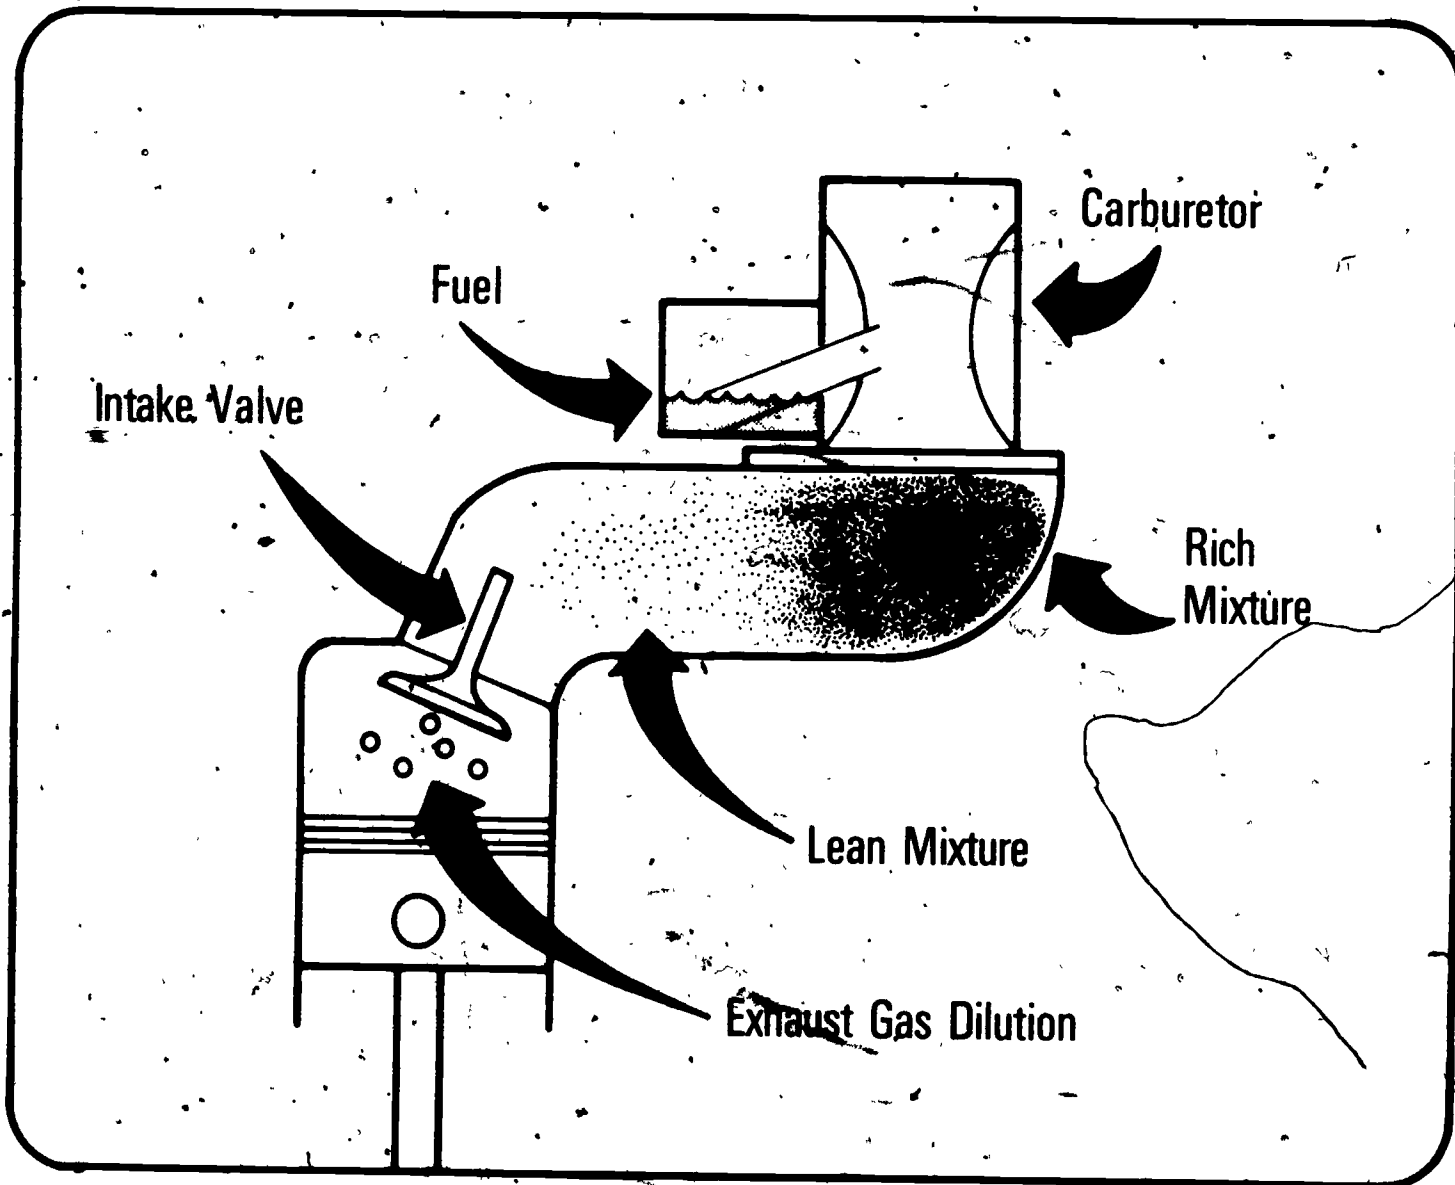 Carburetor
Fuel
Intake Valve
Rich
Mixture
Lean Mixture
Exhaust Gas Dilution